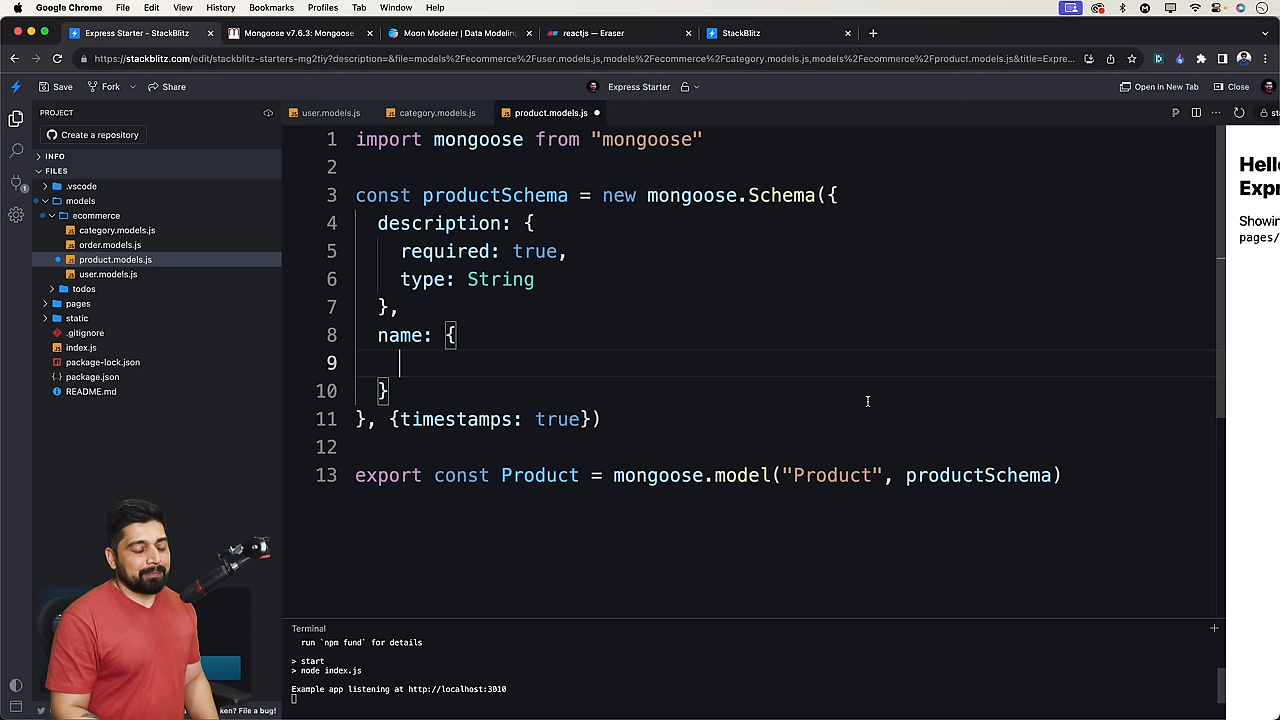 Google Chrome File Edit View History Bookmarks Profiles Tab Window Help
Express Starter - StackBlitz
Mongoose v7.6.3: Mongoose
Moon Modeler | Data Modeling
reactjs — Eraser
StackBlitz
https://stackblitz.com/edit/stackblitz-starters-mg2tiy?description=&file=models%2Fecommerce%2Fuser.models.js,models%2Fecommerce%2Fcategory.models.js,models%2Fecommerce%2Fproduct.models.js&title=Expre...
Save Fork Share Express Starter Open in New Tab Close
PROJECT
Create a repository
INFO
FILES
.vscode
models
ecommerce
category.models.js
order.models.js
product.models.js
user.models.js
todos
pages
static
.gitignore
index.js
package-lock.json
package.json
README.md
user.models.js category.models.js product.models.js
1 import mongoose from "mongoose"
2
3 const productSchema = new mongoose.Schema({
4 description: {
5 required: true,
6 type: String
7 },
8 name: {
9
10 }
11 }, {timestamps: true})
12
13 export const Product = mongoose.model("Product", productSchema)
Hell
Expr
Showin
pages/
Terminal
run `npm fund` for details
> start
> node index.js
Example app listening at http://localhost:3010
ken? File a bug!